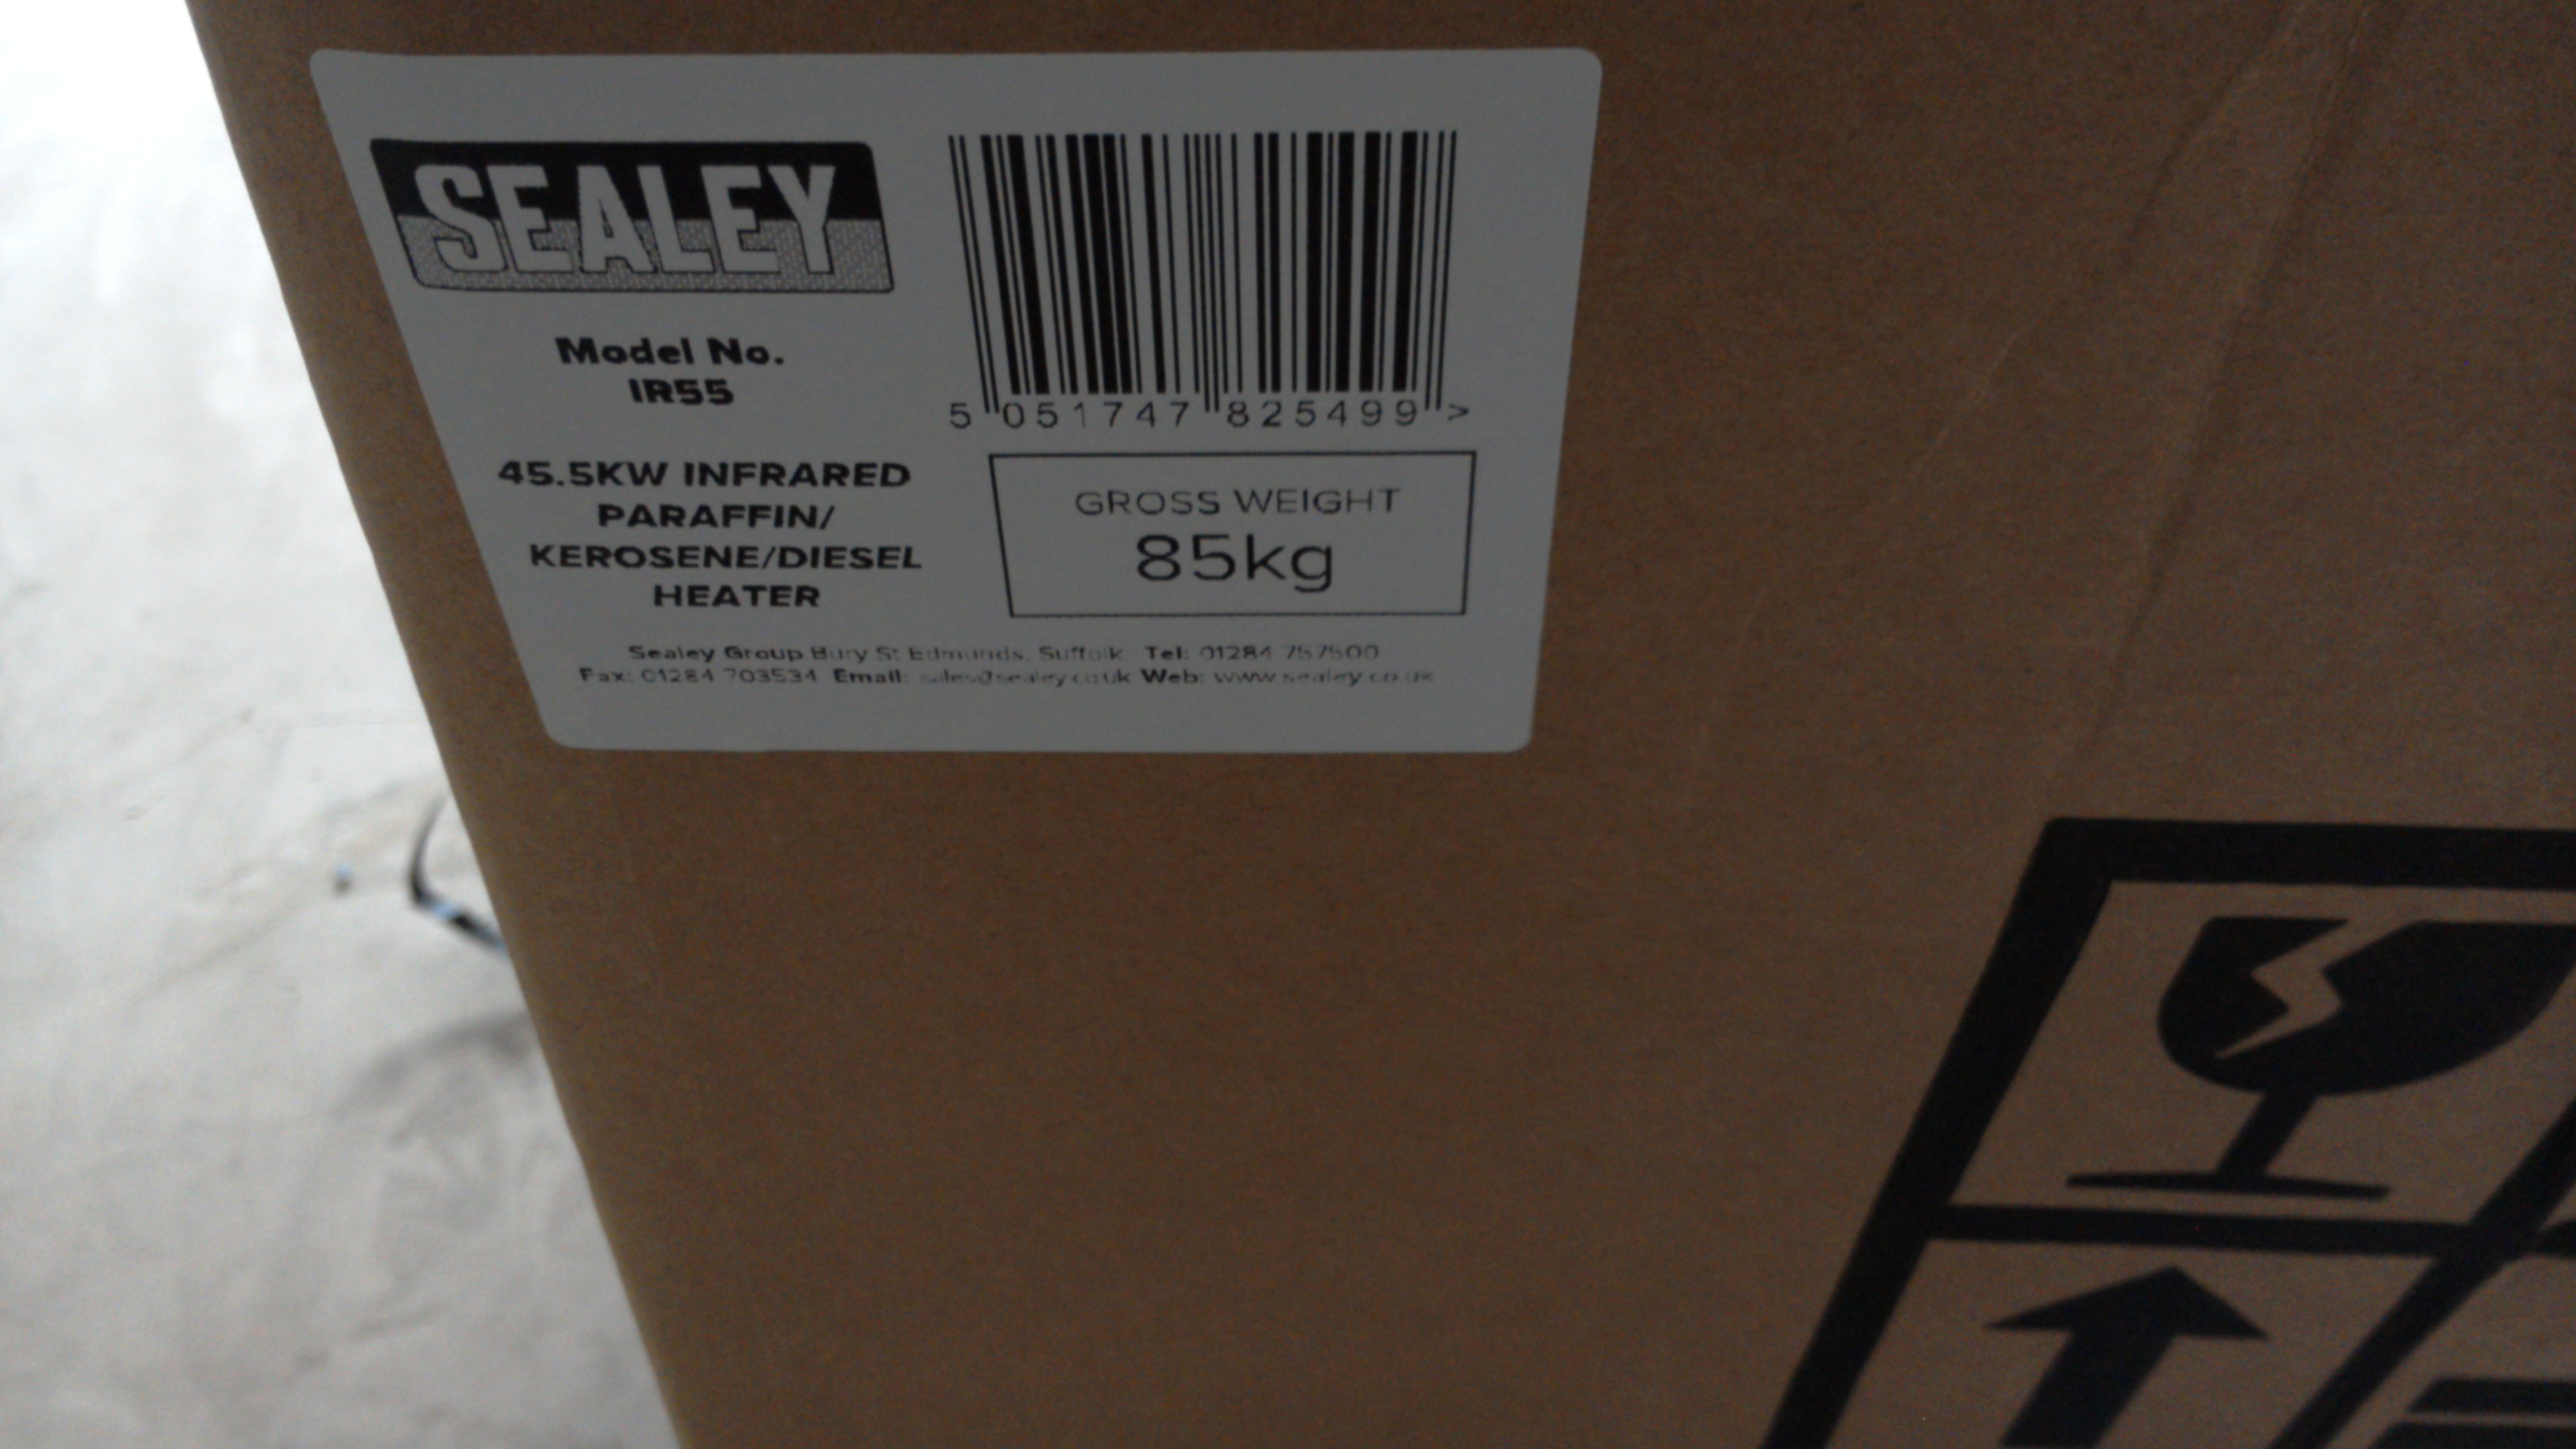 SEALEY
Model No.
IR55
45.5KW INFRARED
PARAFFIN/
KEROSENE/DIESEL
HEATER
5 051747 825499 >
GROSS WEIGHT
85kg
Sealey Group Bury St Edmunds, Suffolk Tel: 01284 757500
Fax: 01284 703534 Email: sales@sealey.co.uk Web: www.sealey.co.uk